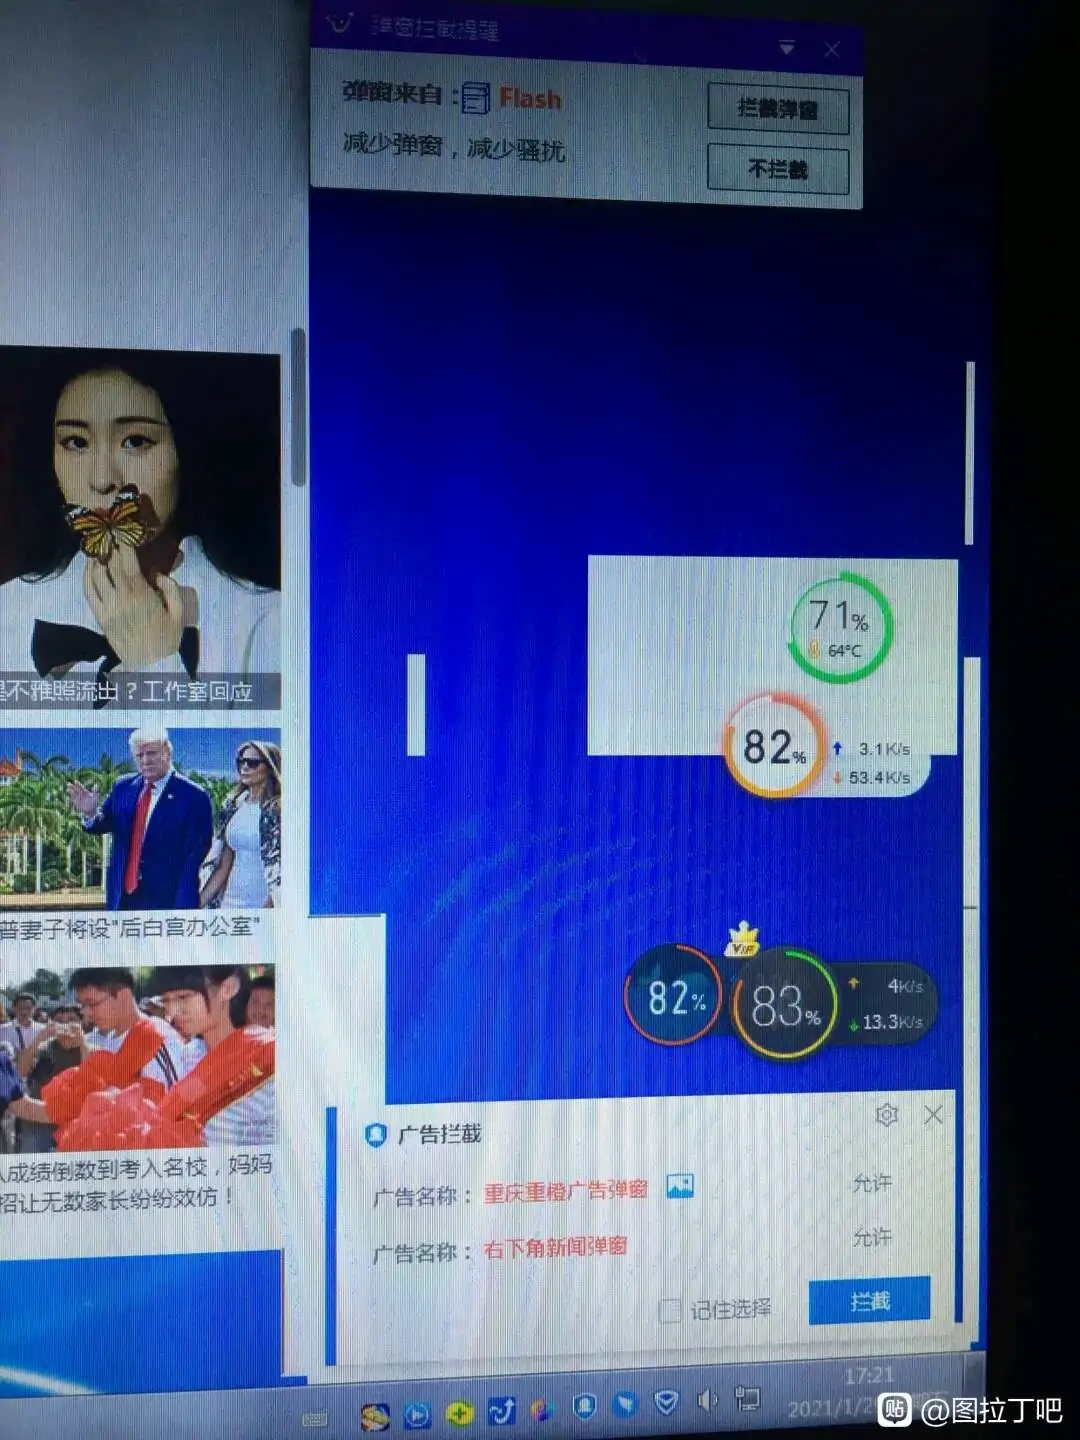 弹窗拦截提醒
弹窗来自：Flash
减少弹窗，减少骚扰
拦截弹窗
不拦截
不雅照流出？工作室回应
普妻子将设"后白宫办公室"
成绩倒数到考入名校，妈妈
招让无数家长纷纷效仿！
71%
64°C
82%
3.1K/s
53.4K/s
82%
VIP
83%
4K/s
13.3K/s
广告拦截
广告名称：重庆重橙广告弹窗 允许
广告名称：右下角新闻弹窗 允许
记住选择
拦截
17:21
2021/1/2
贴 @图拉丁吧